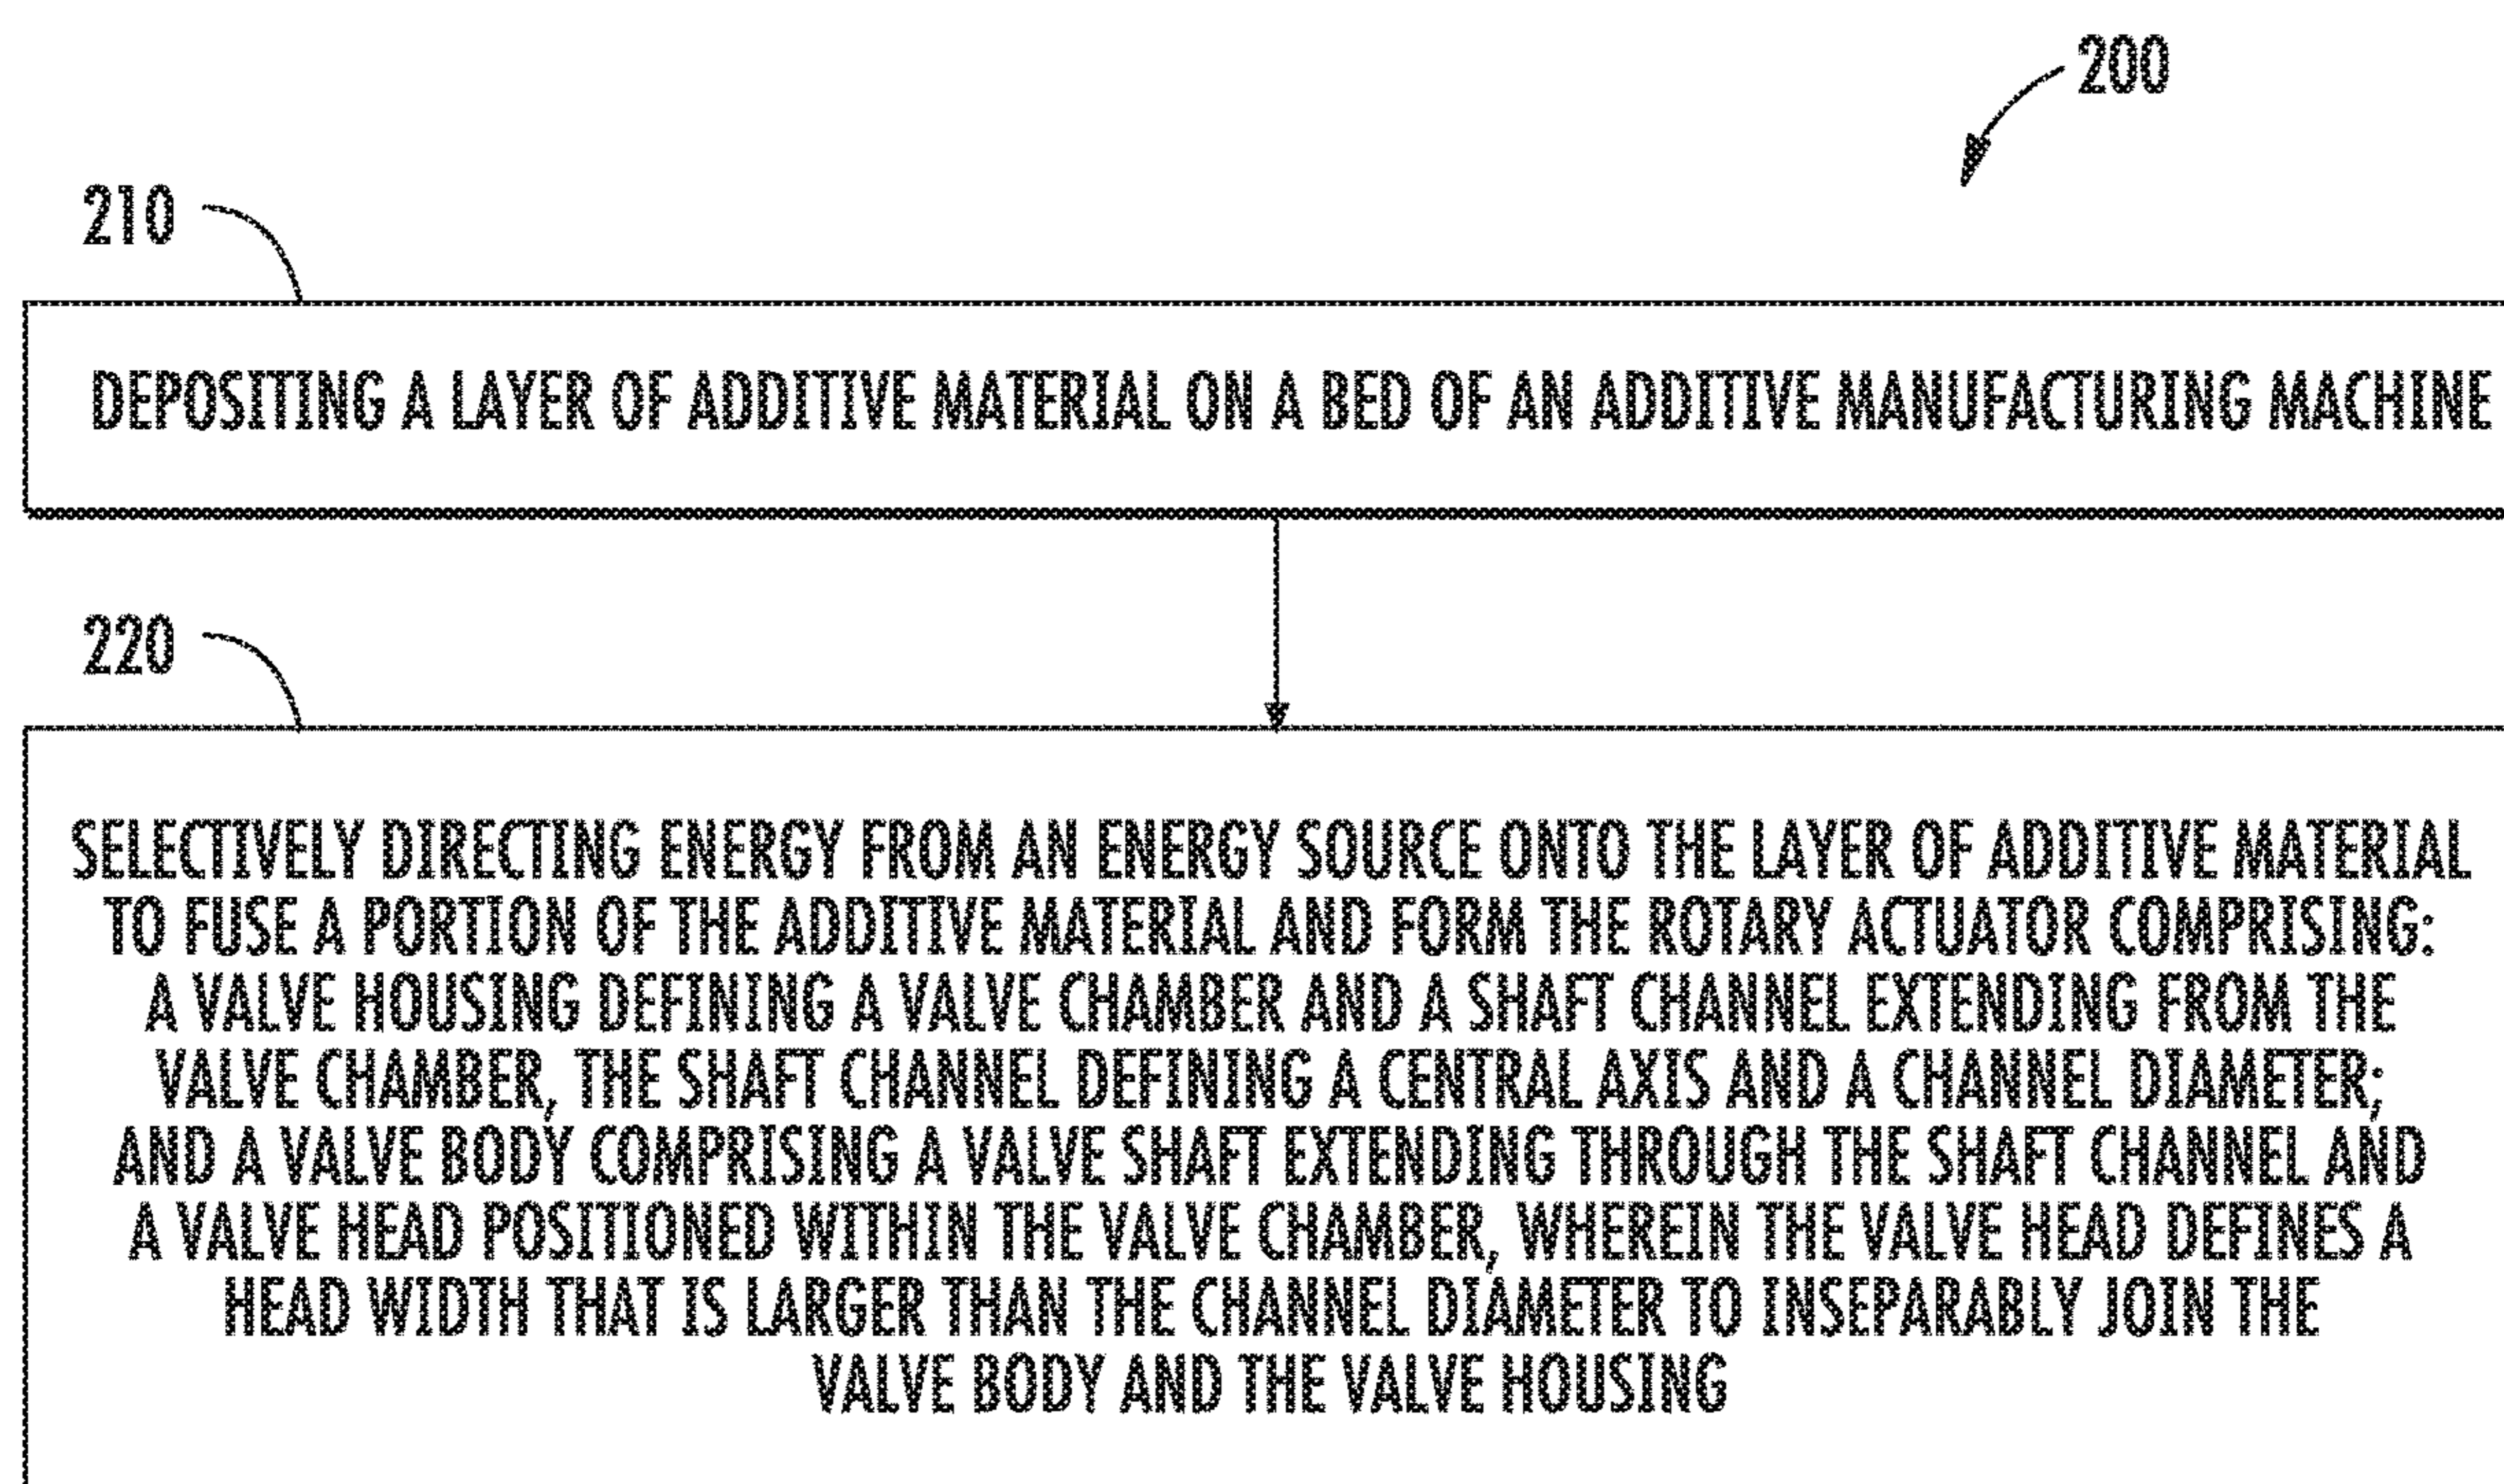 200
210
DEPOSITING A LAYER OF ADDITIVE MATERIAL ON A BED OF AN ADDITIVE MANUFACTURING MACHINE
220
SELECTIVELY DIRECTING ENERGY FROM AN ENERGY SOURCE ONTO THE LAYER OF ADDITIVE MATERIAL
TO FUSE A PORTION OF THE ADDITIVE MATERIAL AND FORM THE ROTARY ACTUATOR COMPRISING:
A VALVE HOUSING DEFINING A VALVE CHAMBER AND A SHAFT CHANNEL EXTENDING FROM THE
VALVE CHAMBER, THE SHAFT CHANNEL DEFINING A CENTRAL AXIS AND A CHANNEL DIAMETER;
AND A VALVE BODY COMPRISING A VALVE SHAFT EXTENDING THROUGH THE SHAFT CHANNEL AND
A VALVE HEAD POSITIONED WITHIN THE VALVE CHAMBER, WHEREIN THE VALVE HEAD DEFINES A
HEAD WIDTH THAT IS LARGER THAN THE CHANNEL DIAMETER TO INSEPARABLY JOIN THE
VALVE BODY AND THE VALVE HOUSING